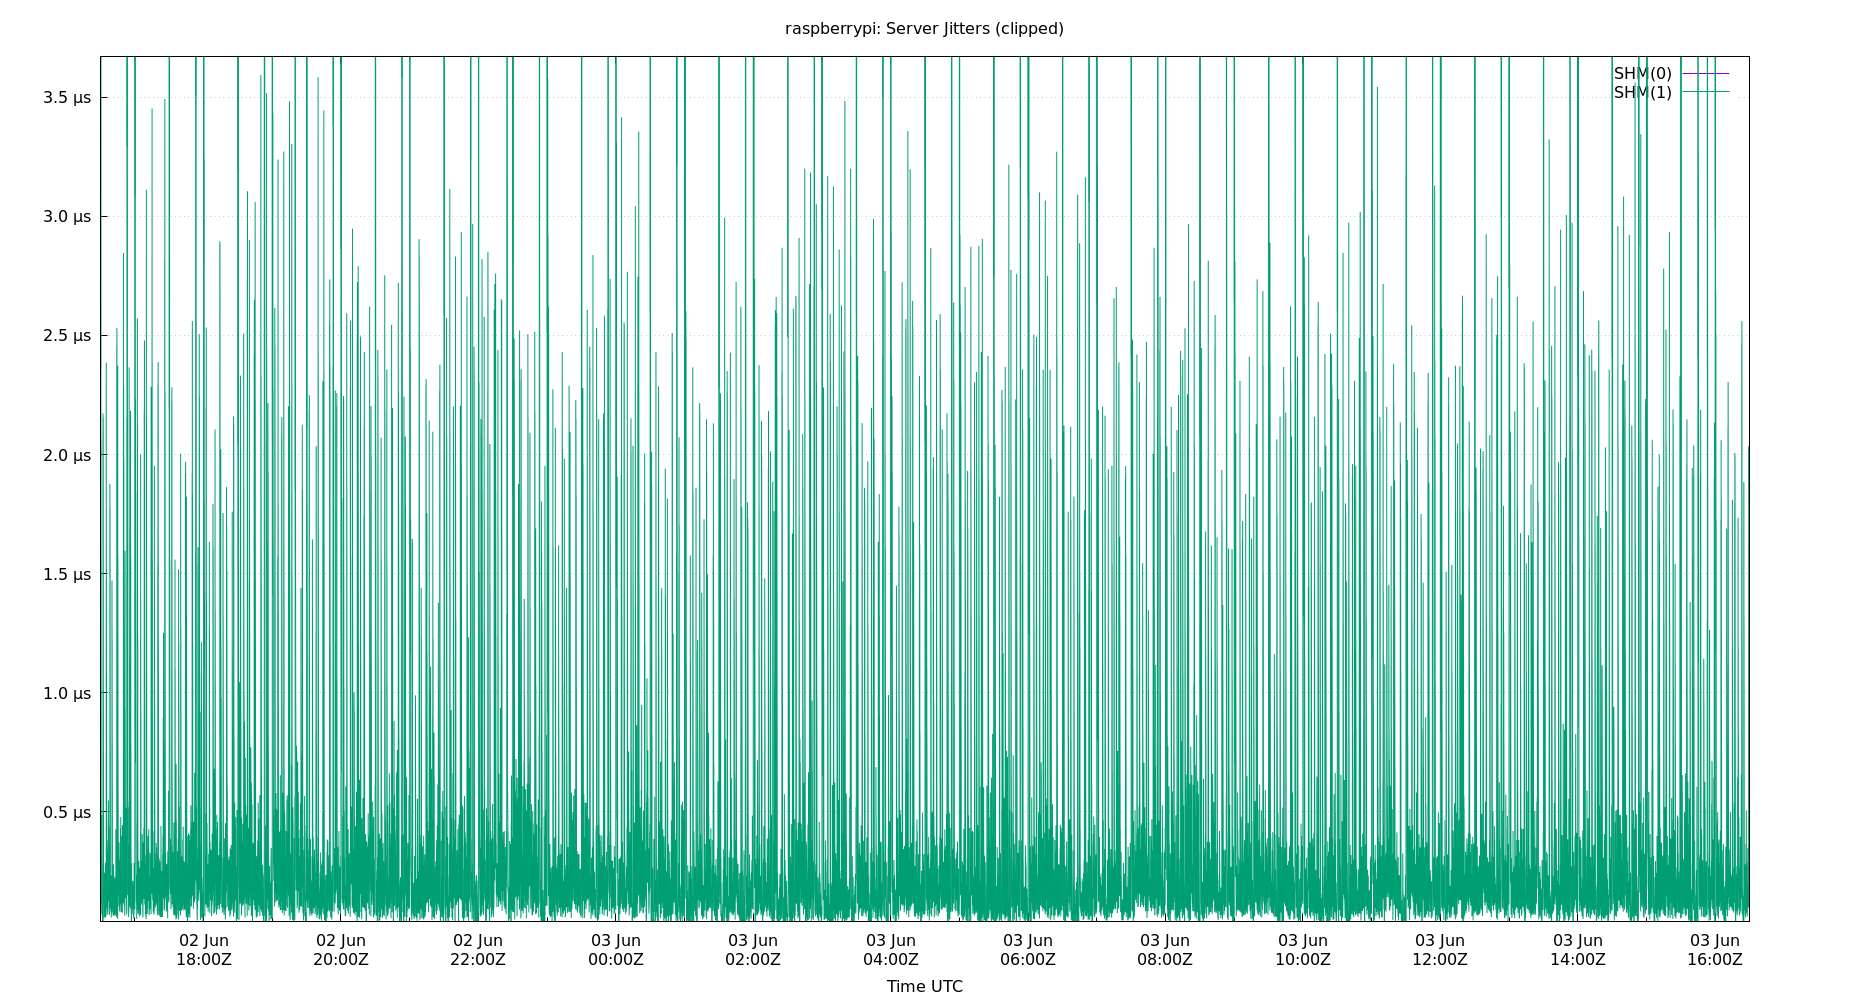 raspberrypi: Server Jitters (clipped)
SHM(0)
SHM(1)
3.5 μs
3.0 μs
2.5 μs
2.0 μs
1.5 μs
1.0 μs
0.5 μs
02 Jun 02 Jun 02 Jun 03 Jun 03 Jun 03 Jun 03 Jun 03 Jun 03 Jun 03 Jun 03 Jun 03 Jun
18:00Z 20:00Z 22:00Z 00:00Z 02:00Z 04:00Z 06:00Z 08:00Z 10:00Z 12:00Z 14:00Z 16:00Z
Time UTC